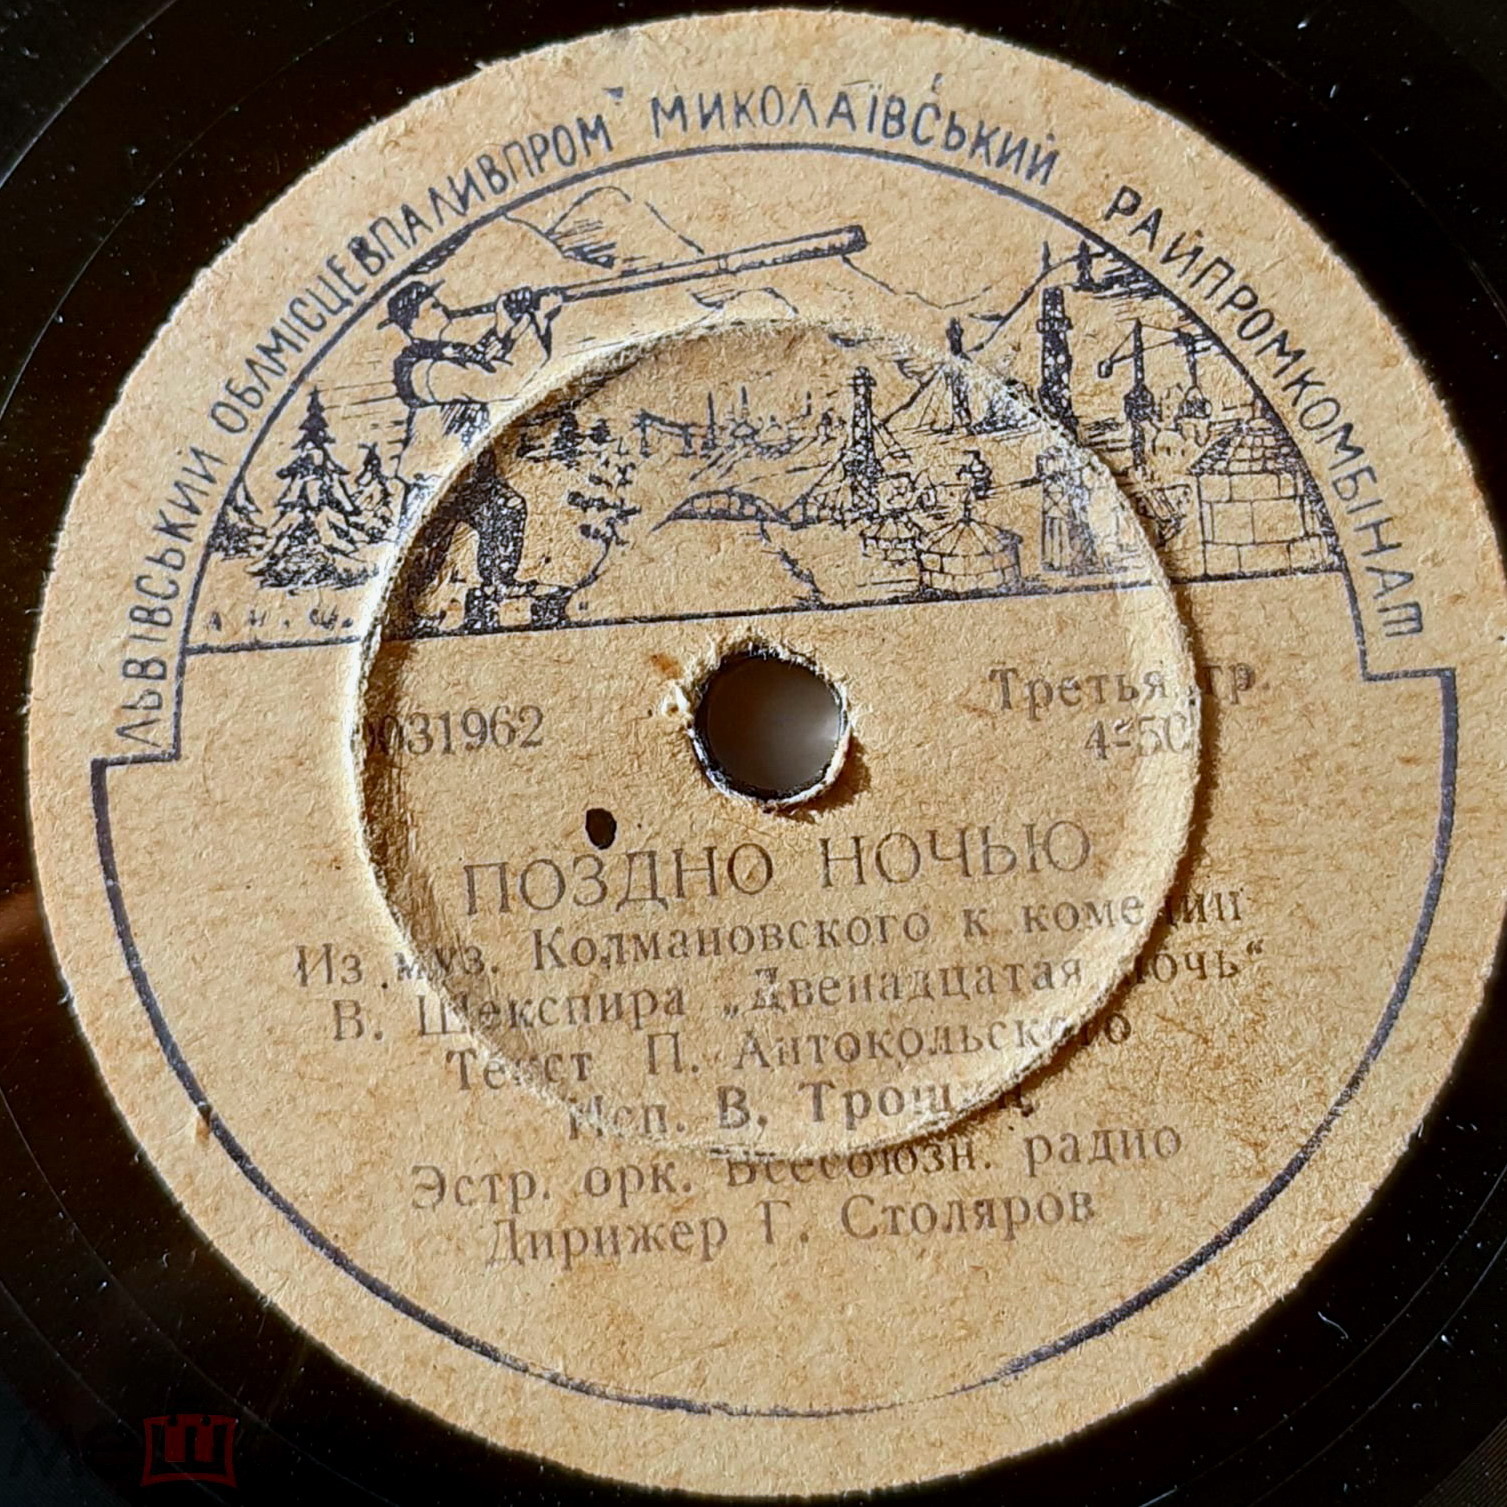 ЛЬВІВСЬКИЙ ОБЛМІСЦЕВПАЛИВПРОМ МИКОЛАЇВСЬКИЙ РАЙПРОМКОМБІНАТ
0031962
Третья гр.
4-50
ПОЗДНО НОЧЬЮ
Из муз. Колмановского к комедии
В. Шекспира „Двенадцатая ночь“
Текст П. Антокольского
Исп. В. Трошин
Эстр. орк. Всесоюзн. радио
Дирижер Г. Столяров